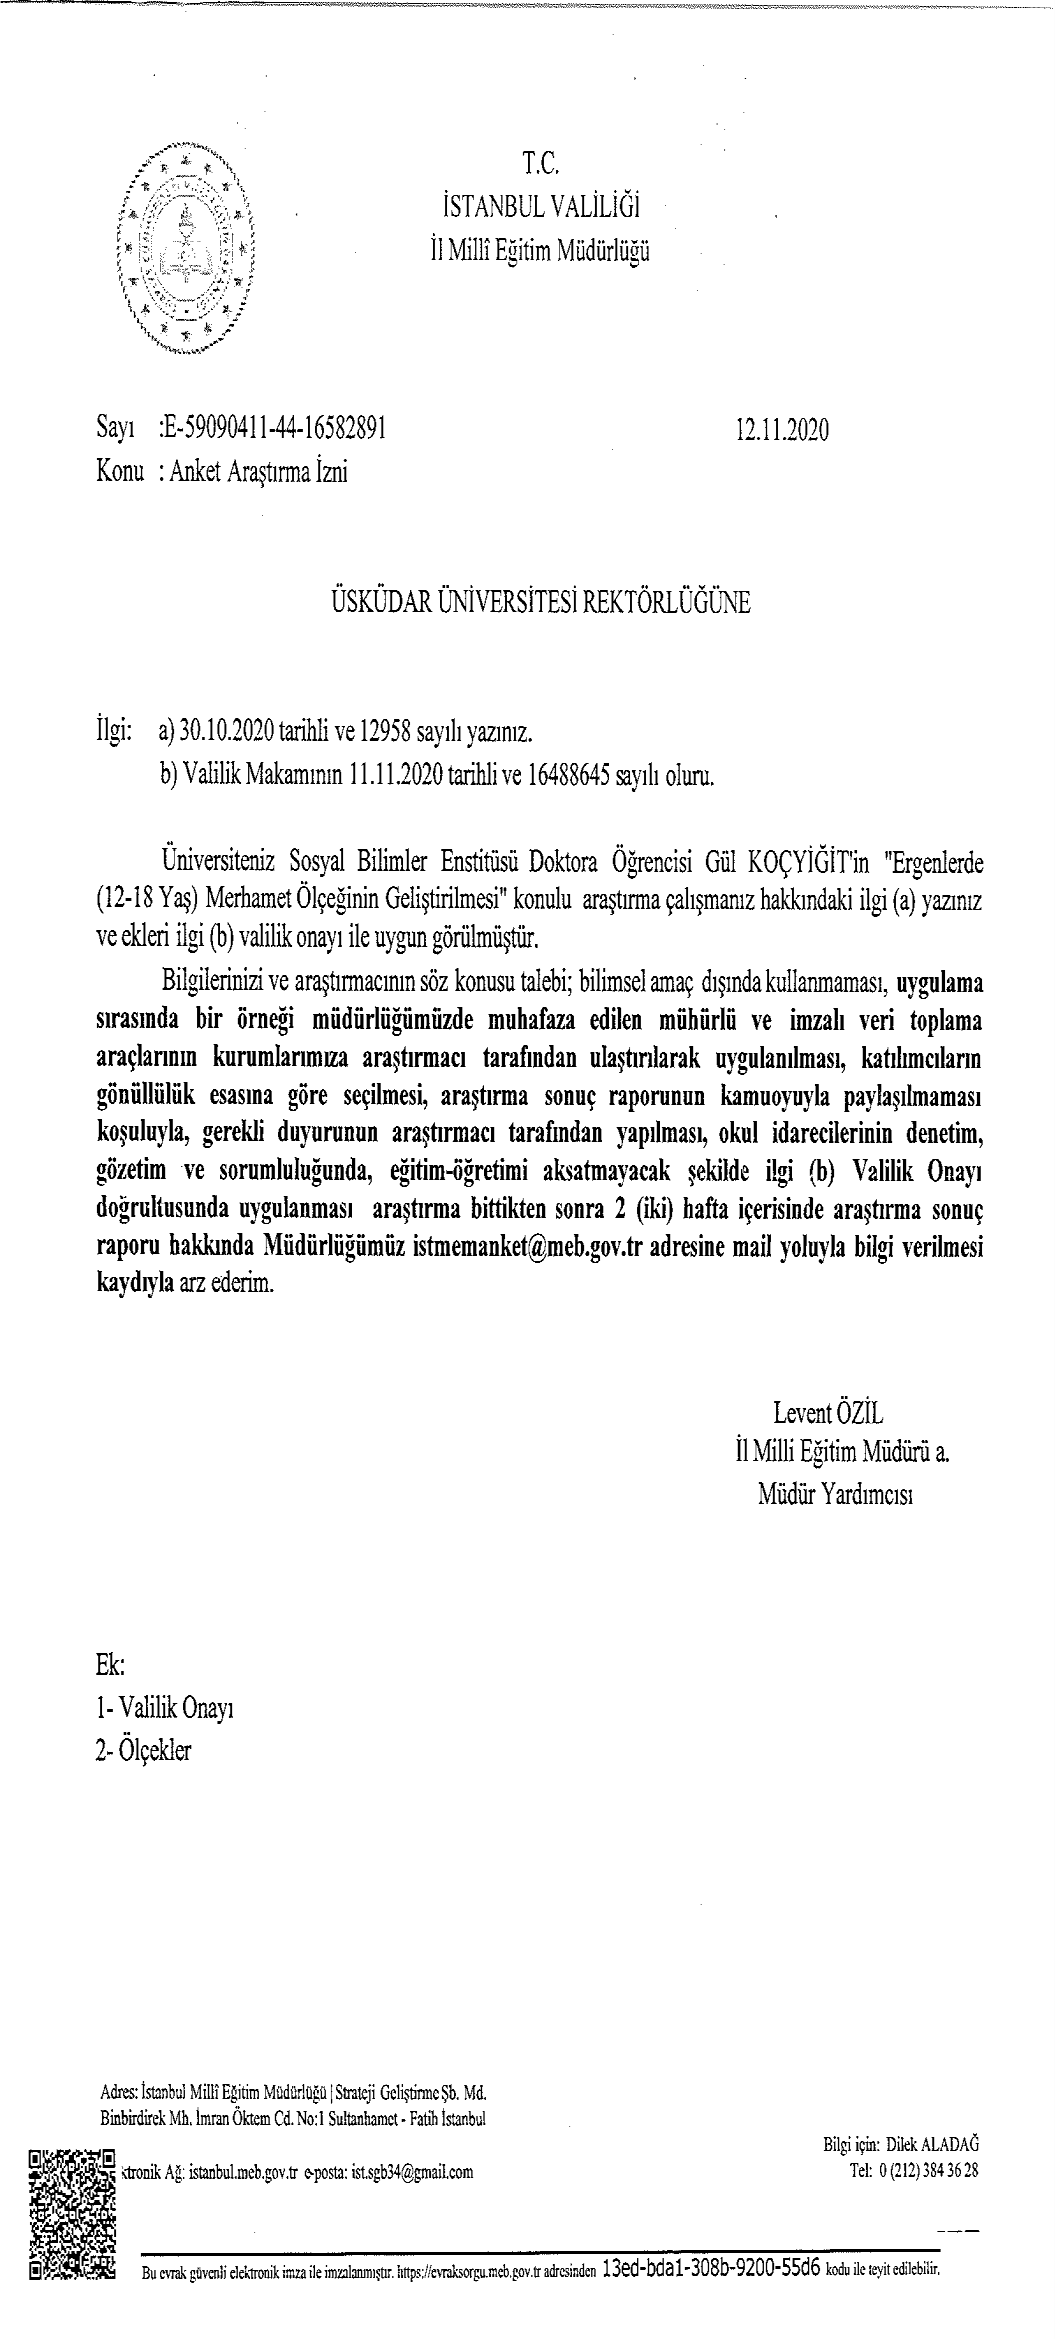 T.C.
İSTANBUL VALİLİĞİ
İl Millî Eğitim Müdürlüğü
Sayı :E-59090411-44-16582891 12.11.2020
Konu : Anket Araştırma İzni
ÜSKÜDAR ÜNİVERSİTESİ REKTÖRLÜĞÜNE
İlgi: a) 30.10.2020 tarihli ve 12958 sayılı yazınız.
b) Valilik Makamının 11.11.2020 tarihli ve 16488645 sayılı oluru.
Üniversiteniz Sosyal Bilimler Enstitüsü Doktora Öğrencisi Gül KOÇYİĞİT'in "Ergenlerde
(12-18 Yaş) Merhamet Ölçeğinin Geliştirilmesi" konulu araştırma çalışmanız hakkındaki ilgi (a) yazınız
ve ekleri ilgi (b) valilik onayı ile uygun görülmüştür.
Bilgilerinizi ve araştırmacının söz konusu talebi; bilimsel amaç dışında kullanmaması, uygulama
sırasında bir örneği müdürlüğümüzde muhafaza edilen mühürlü ve imzalı veri toplama
araçlarının kurumlarımıza araştırmacı tarafından ulaştırılarak uygulanılması, katılımcıların
gönüllülük esasına göre seçilmesi, araştırma sonuç raporunun kamuoyuyla paylaşılmaması
koşuluyla, gerekli duyurunun araştırmacı tarafından yapılması, okul idarecilerinin denetim,
gözetim ve sorumluluğunda, eğitim-öğretimi aksatmayacak şekilde ilgi (b) Valilik Onayı
doğrultusunda uygulanması araştırma bittikten sonra 2 (iki) hafta içerisinde araştırma sonuç
raporu hakkında Müdürlüğümüz istmemanket@meb.gov.tr adresine mail yoluyla bilgi verilmesi
kaydıyla arz ederim.
Levent ÖZİL
İl Milli Eğitim Müdürü a.
Müdür Yardımcısı
Ek:
1- Valilik Onayı
2- Ölçekler
Adres: İstanbul Millî Eğitim Müdürlüğü | Strateji Geliştirme Şb. Md.
Binbirdirek Mh. İmran Öktem Cd. No:1 Sultanhamet - Fatih İstanbul
Bilgi için: Dilek ALADAĞ
ktronik Ağ: istanbul.meb.gov.tr e-posta: ist.sgb34@gmail.com
Tel: 0 (212) 384 36 28
Bu evrak güvenli elektronik imza ile imzalanmıştır. https://evraksorgu.meb.gov.tr adresinden 13ed-bda1-308b-9200-55d6 kodu ile teyit edilebilir.